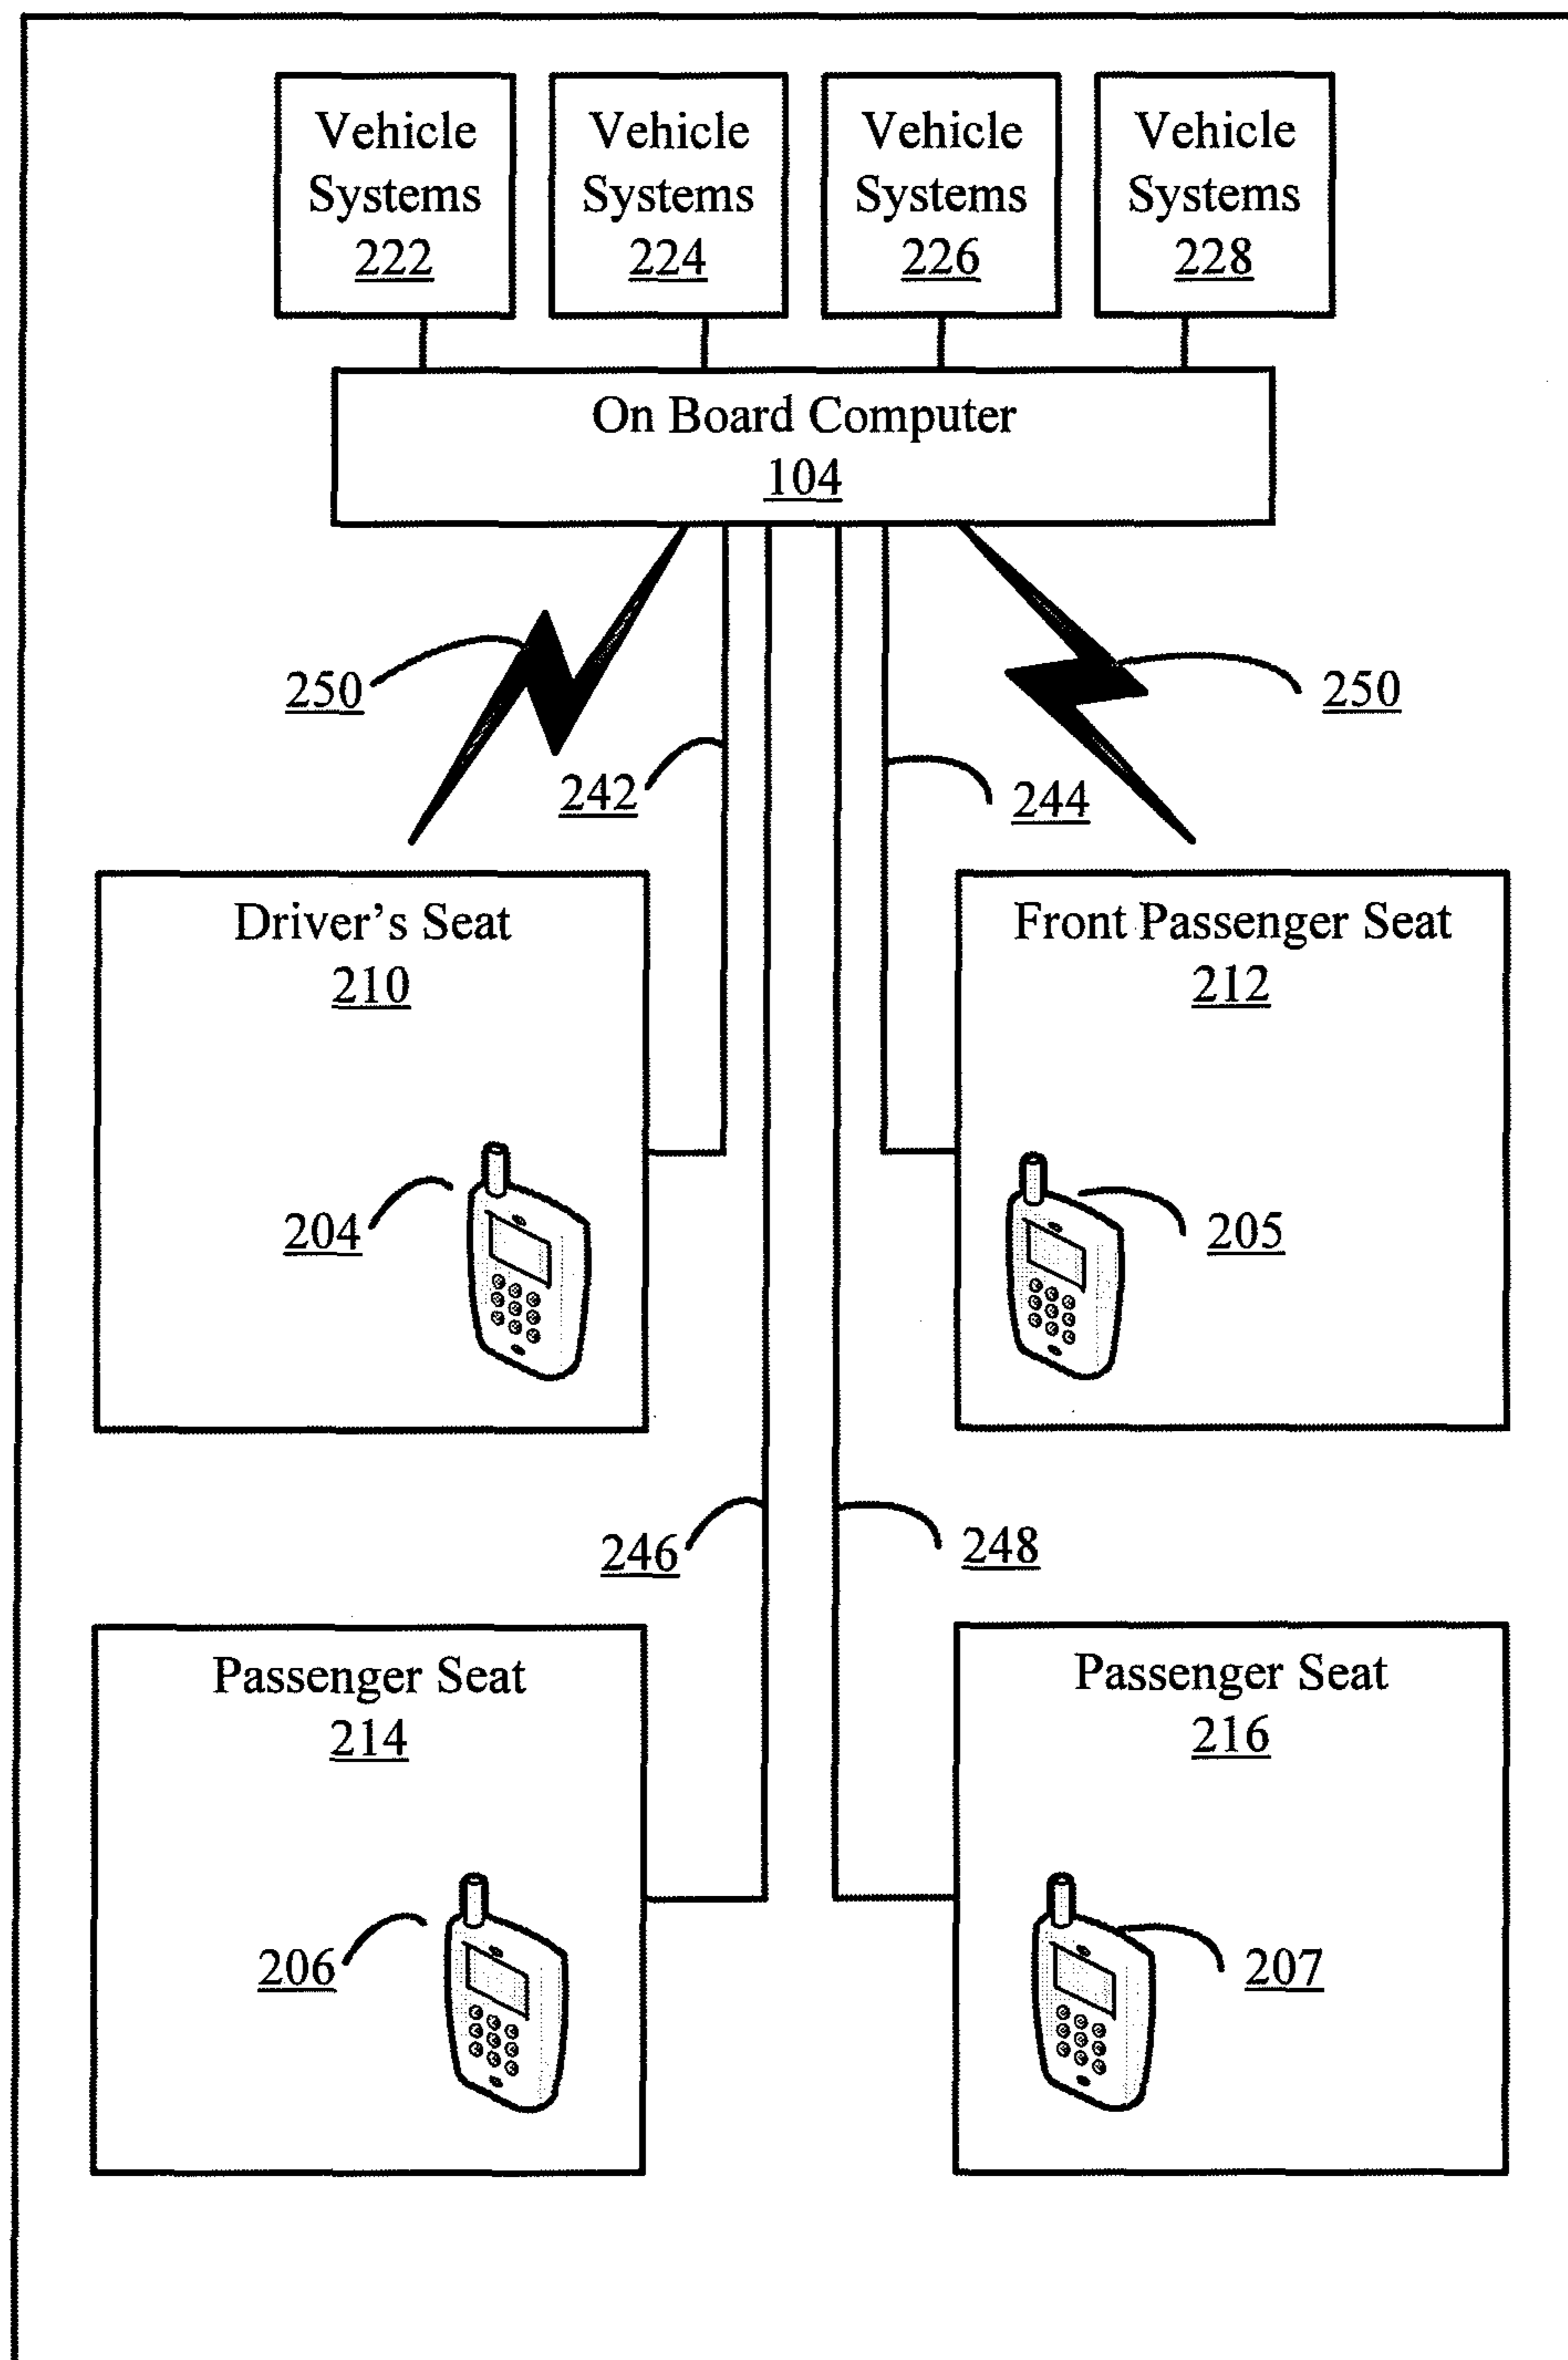 Vehicle
Systems
222
Vehicle
Systems
224
Vehicle
Systems
226
Vehicle
Systems
228
On Board Computer
104
250
250
242
244
Driver's Seat
210
Front Passenger Seat
212
204
205
246
248
Passenger Seat
214
Passenger Seat
216
206
207